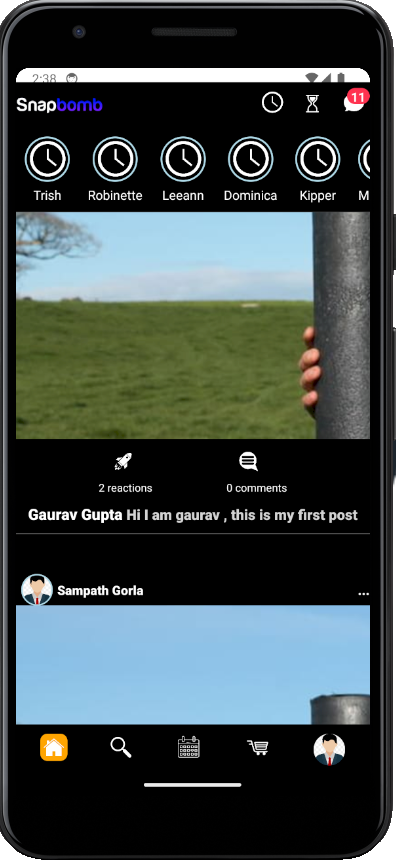 2:38
Snapbomb
11
Trish Robinette Leeann Dominica Kipper M
2 reactions 0 comments
Gaurav Gupta Hi I am gaurav , this is my first post
Sampath Gorla ...